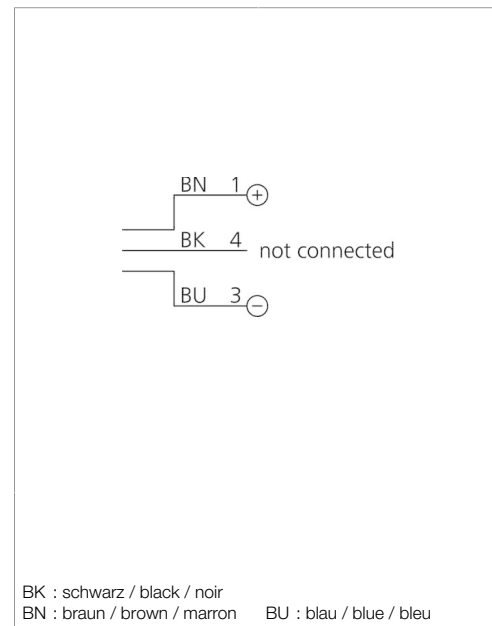 BN 1 +
BK 4 not connected
BU 3 −
BK : schwarz / black / noir
BN : braun / brown / marron BU : blau / blue / bleu